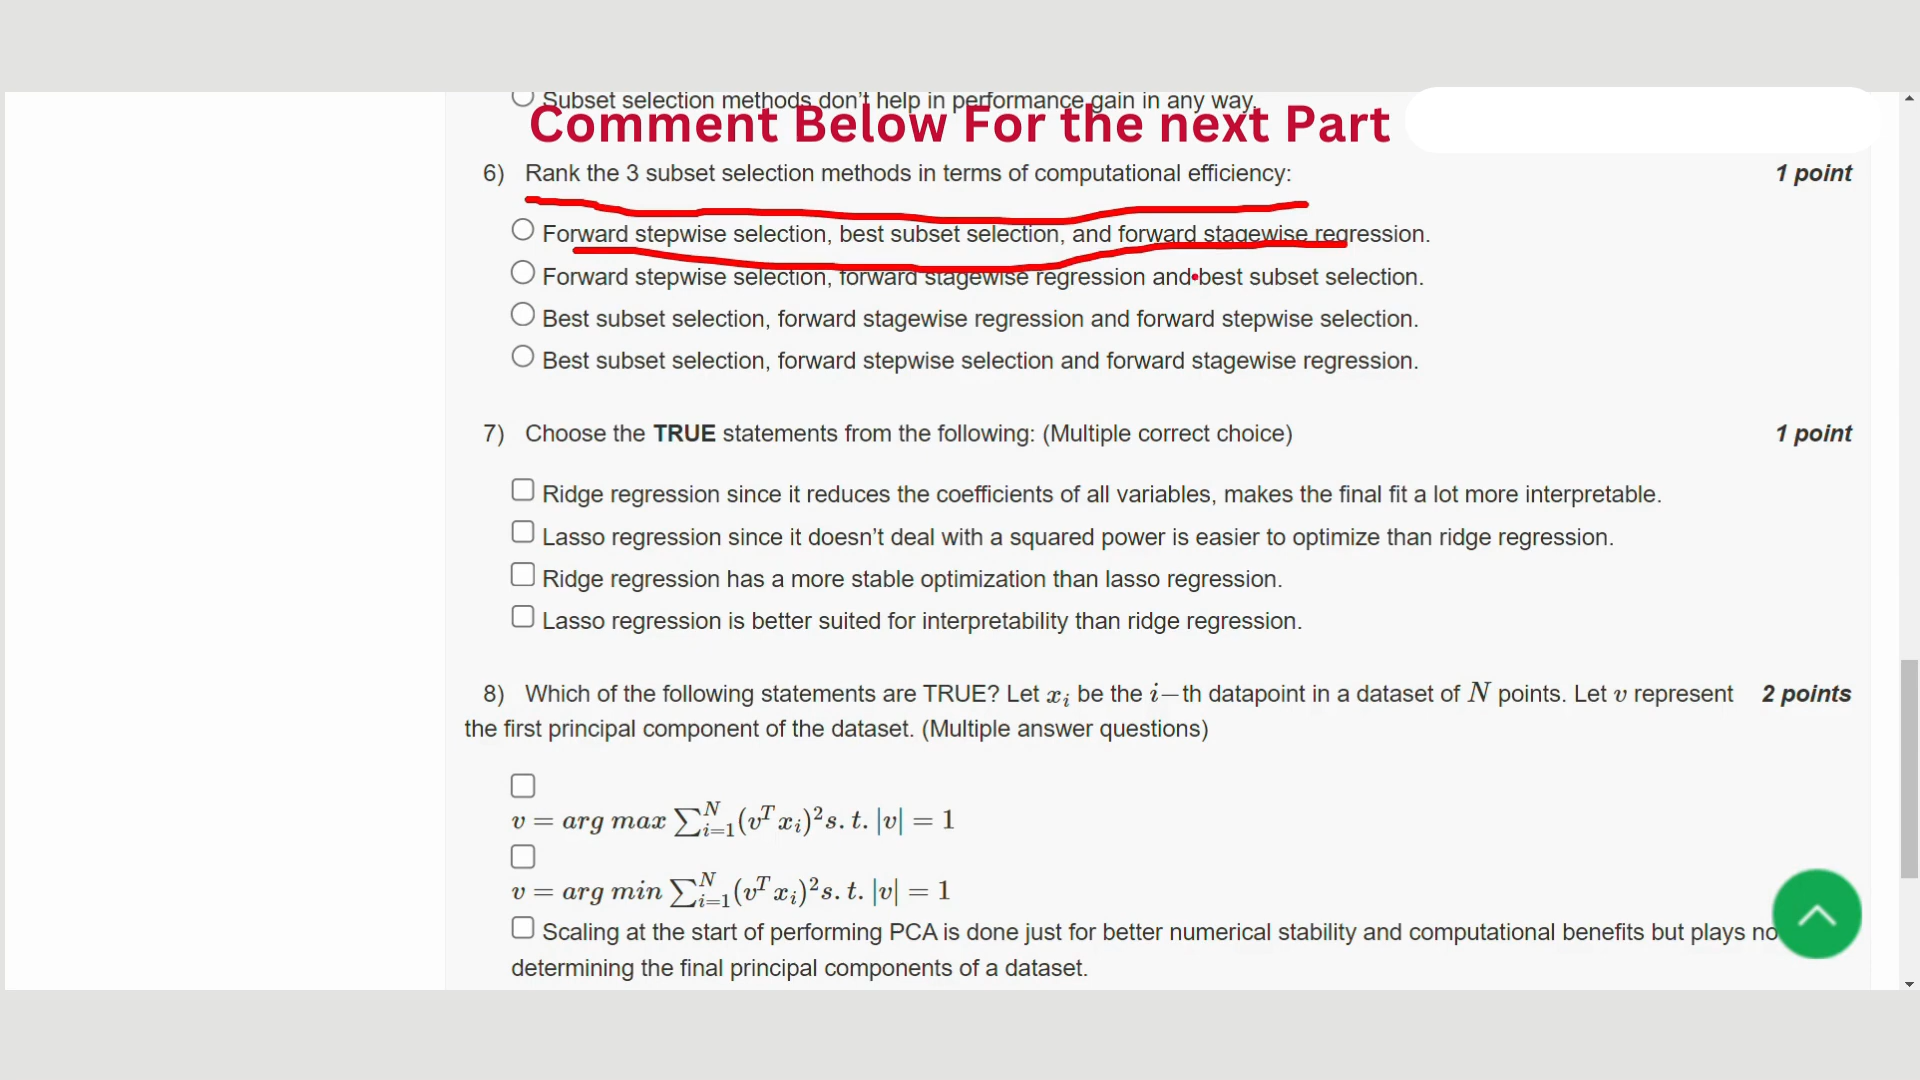 Subset selection methods don't help in performance gain in any way.
Comment Below For the next Part
6) Rank the 3 subset selection methods in terms of computational efficiency: 1 point
Forward stepwise selection, best subset selection, and forward stagewise regression.
Forward stepwise selection, forward stagewise regression and best subset selection.
Best subset selection, forward stagewise regression and forward stepwise selection.
Best subset selection, forward stepwise selection and forward stagewise regression.
7) Choose the TRUE statements from the following: (Multiple correct choice) 1 point
Ridge regression since it reduces the coefficients of all variables, makes the final fit a lot more interpretable.
Lasso regression since it doesn't deal with a squared power is easier to optimize than ridge regression.
Ridge regression has a more stable optimization than lasso regression.
Lasso regression is better suited for interpretability than ridge regression.
8) Which of the following statements are TRUE? Let x_i be the i−th datapoint in a dataset of N points. Let v represent 2 points
the first principal component of the dataset. (Multiple answer questions)
v = arg max ∑_{i=1}^N (v^T x_i)^2 s. t. |v| = 1
v = arg min ∑_{i=1}^N (v^T x_i)^2 s. t. |v| = 1
Scaling at the start of performing PCA is done just for better numerical stability and computational benefits but plays no
determining the final principal components of a dataset.